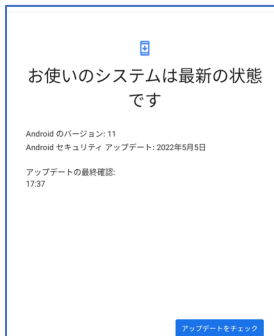 お使いのシステムは最新の状態
です
Android のバージョン: 11
Android セキュリティ アップデート: 2022年5月5日
アップデートの最終確認:
17:37
アップデートをチェック